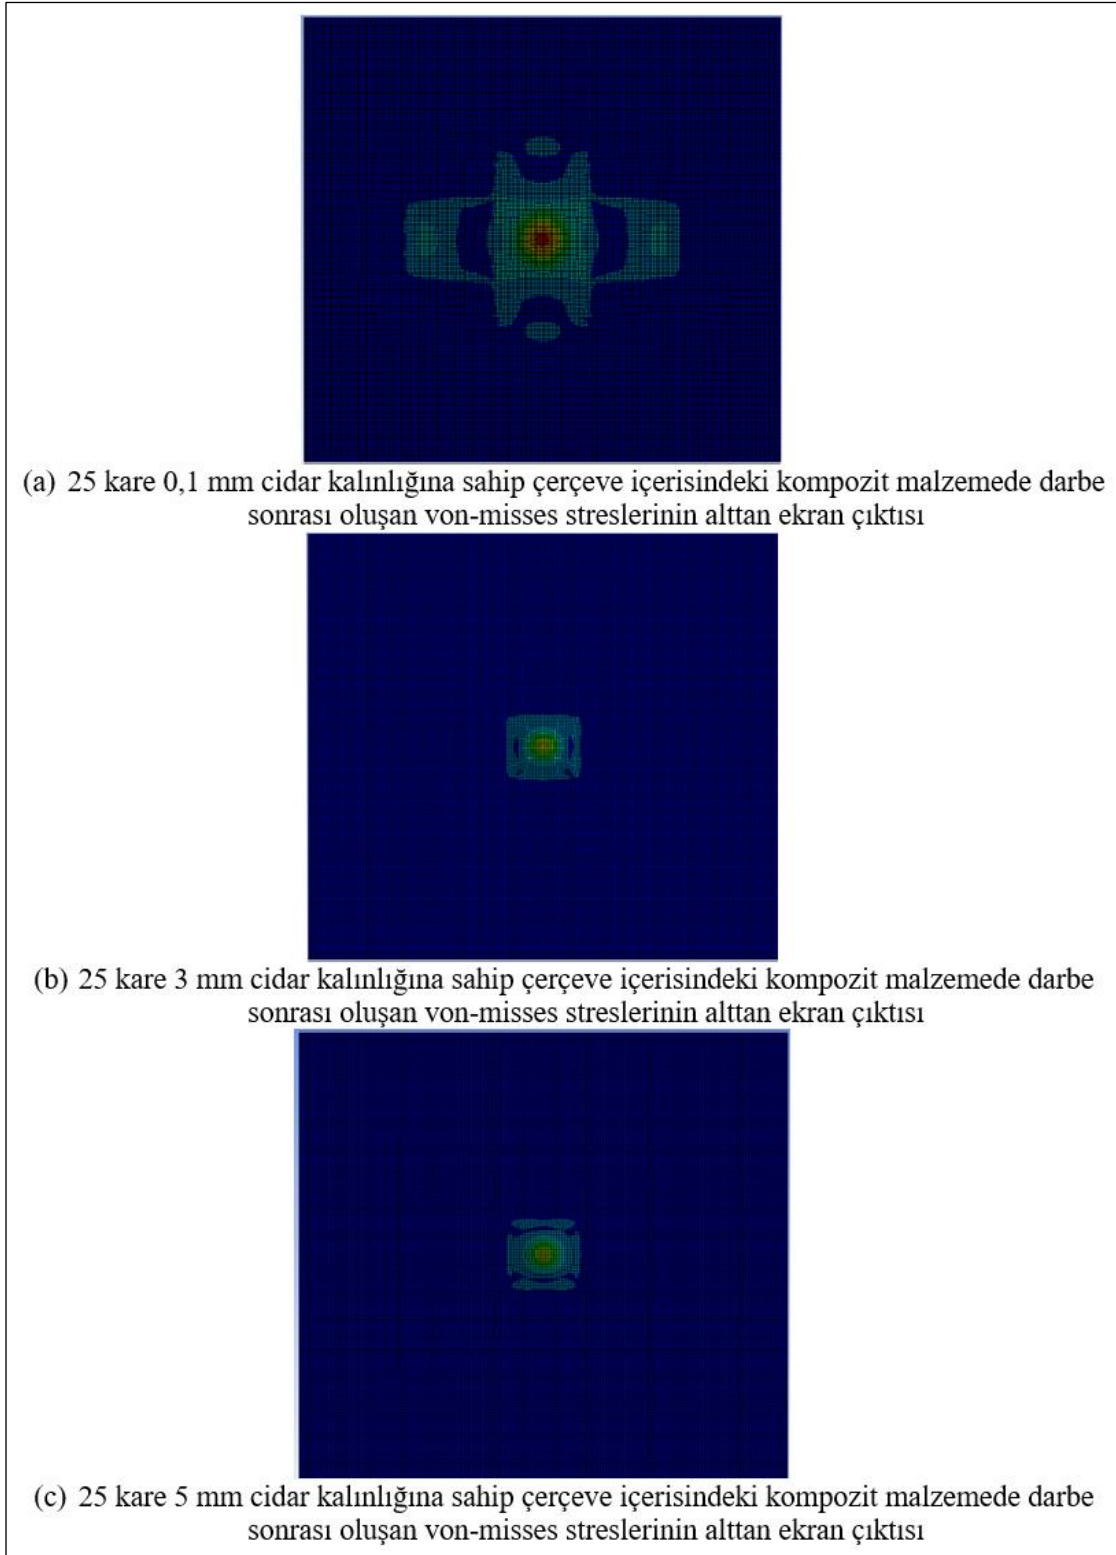 (a) 25 kare 0,1 mm cidar kalınlığına sahip çerçeve içerisindeki kompozit malzemede darbe
sonrası oluşan von-misses streslerinin alttan ekran çıktısı
(b) 25 kare 3 mm cidar kalınlığına sahip çerçeve içerisindeki kompozit malzemede darbe
sonrası oluşan von-misses streslerinin alttan ekran çıktısı
(c) 25 kare 5 mm cidar kalınlığına sahip çerçeve içerisindeki kompozit malzemede darbe
sonrası oluşan von-misses streslerinin alttan ekran çıktısı